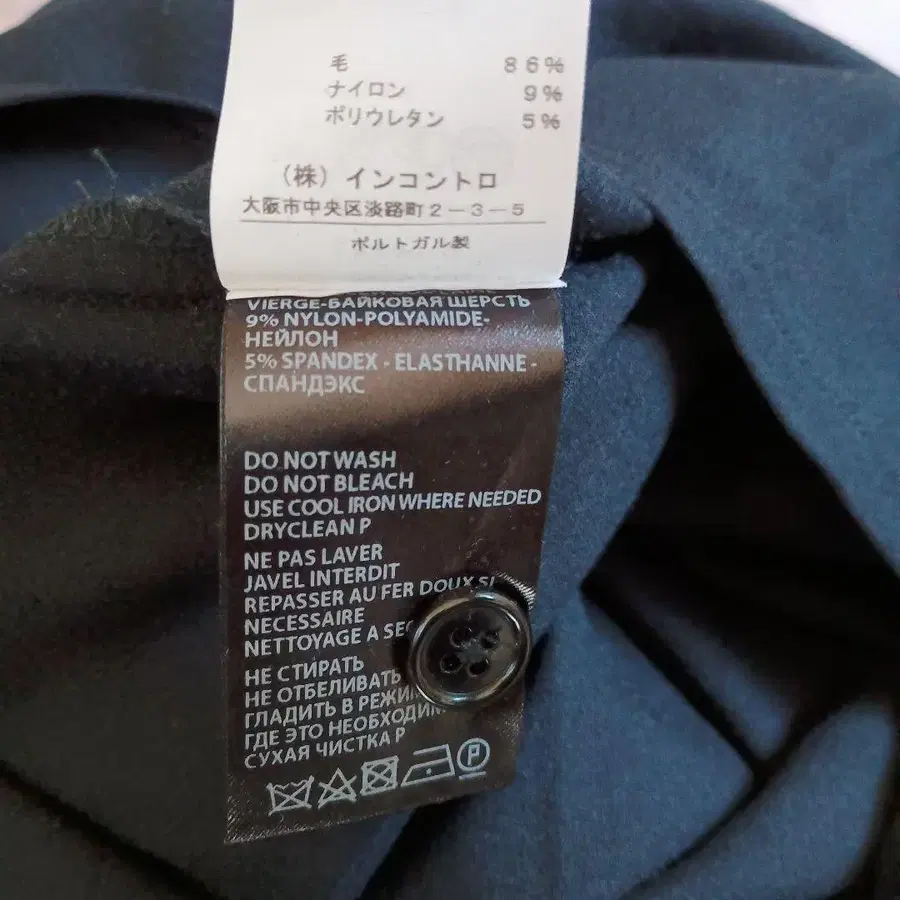 毛 86%
ナイロン 9%
ポリウレタン 5%
（株）インコントロ
大阪市中央区淡路町2－3－5
ポルトガル製
VIERGE-БАЙКОВАЯ ШЕРСТЬ
9% NYLON-POLYAMIDE-
НЕЙЛОН
5% SPANDEX - ELASTHANNE -
СПАНДЭКС
DO NOT WASH
DO NOT BLEACH
USE COOL IRON WHERE NEEDED
DRYCLEAN P
NE PAS LAVER
JAVEL INTERDIT
REPASSER AU FER DOUX SI
NECESSAIRE
NETTOYAGE A
НЕ СТИРАТЬ
НЕ ОТБЕЛИВАТЬ
ГЛАДИТЬ В
ГДЕ ЭТО
СУХАЯ ЧИСТКА P
P